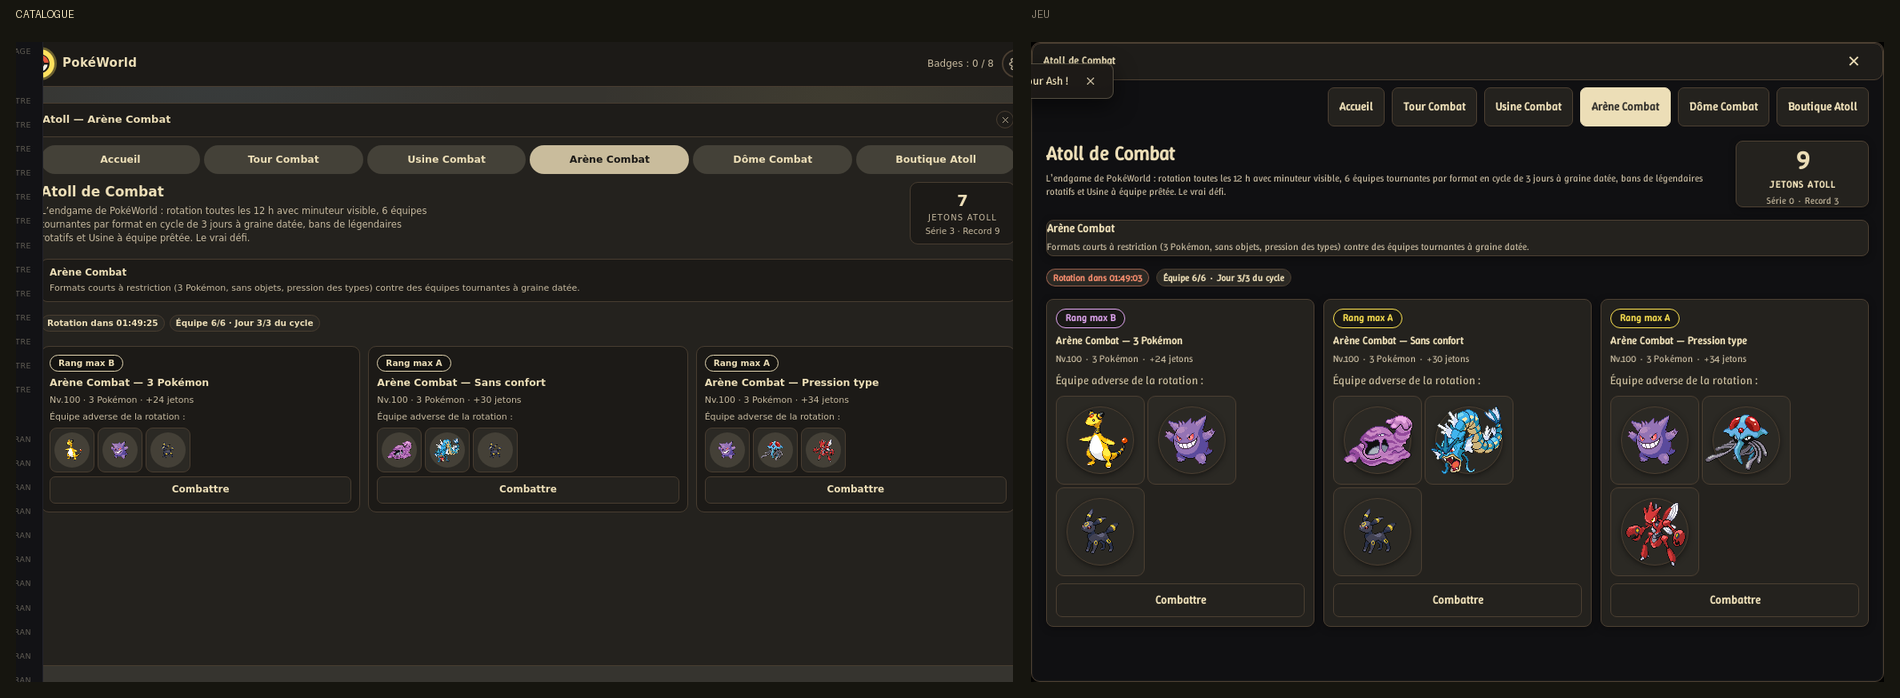 CATALOGUE
PokéWorld
Badges : 0 / 8
Atoll — Arène Combat
Accueil
Tour Combat
Usine Combat
Arène Combat
Dôme Combat
Boutique Atoll
Atoll de Combat
L'endgame de PokéWorld : rotation toutes les 12 h avec minuteur visible, 6 équipes
tournantes par format en cycle de 3 jours à graine datée, bans de légendaires
rotatifs et Usine à équipe prêtée. Le vrai défi.
7
JETONS ATOLL
Série 3 · Record 9
Arène Combat
Formats courts à restriction (3 Pokémon, sans objets, pression des types) contre des équipes tournantes à graine datée.
Rotation dans 01:49:25
Équipe 6/6 · Jour 3/3 du cycle
Rang max B
Arène Combat — 3 Pokémon
Nv.100 · 3 Pokémon · +24 jetons
Équipe adverse de la rotation :
Combattre
Rang max A
Arène Combat — Sans confort
Nv.100 · 3 Pokémon · +30 jetons
Équipe adverse de la rotation :
Combattre
Rang max A
Arène Combat — Pression type
Nv.100 · 3 Pokémon · +34 jetons
Équipe adverse de la rotation :
Combattre
JEU
Atoll de Combat
ur Ash !
Accueil
Tour Combat
Usine Combat
Arène Combat
Dôme Combat
Boutique Atoll
Atoll de Combat
L'endgame de PokéWorld : rotation toutes les 12 h avec minuteur visible, 6 équipes tournantes par format en cycle de 3 jours à graine datée, bans de légendaires
rotatifs et Usine à équipe prêtée. Le vrai défi.
9
JETONS ATOLL
Série 0 · Record 3
Arène Combat
Formats courts à restriction (3 Pokémon, sans objets, pression des types) contre des équipes tournantes à graine datée.
Rotation dans 01:49:03
Équipe 6/6 · Jour 3/3 du cycle
Rang max B
Arène Combat — 3 Pokémon
Nv.100 · 3 Pokémon · +24 jetons
Équipe adverse de la rotation :
Combattre
Rang max A
Arène Combat — Sans confort
Nv.100 · 3 Pokémon · +30 jetons
Équipe adverse de la rotation :
Combattre
Rang max A
Arène Combat — Pression type
Nv.100 · 3 Pokémon · +34 jetons
Équipe adverse de la rotation :
Combattre